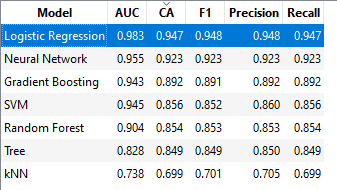 Model AUC CA F1 Precision Recall
Logistic Regression 0.983 0.947 0.948 0.948 0.947
Neural Network 0.955 0.923 0.923 0.923 0.923
Gradient Boosting 0.943 0.892 0.891 0.892 0.892
SVM 0.945 0.856 0.852 0.860 0.856
Random Forest 0.904 0.854 0.853 0.853 0.854
Tree 0.828 0.849 0.849 0.850 0.849
kNN 0.738 0.699 0.701 0.705 0.699